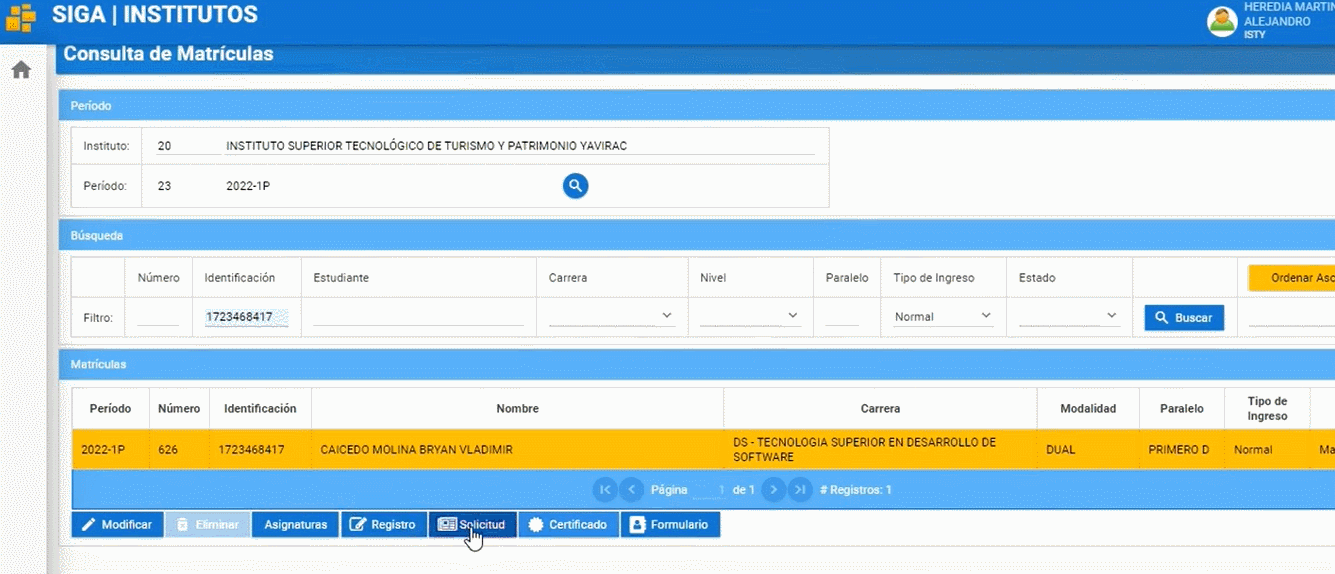 SIGA | INSTITUTOS
HEREDIA MARTIN
ALEJANDRO
ISTY
Consulta de Matrículas
Período
Instituto: 20 INSTITUTO SUPERIOR TECNOLÓGICO DE TURISMO Y PATRIMONIO YAVIRAC
Período: 23 2022-1P
Búsqueda
Número Identificación Estudiante Carrera Nivel Paralelo Tipo de Ingreso Estado Ordenar Asc
Filtro: 1723468417 Normal Buscar
Matrículas
Período Número Identificación Nombre Carrera Modalidad Paralelo Tipo de Ingreso
2022-1P 626 1723468417 CAICEDO MOLINA BRYAN VLADIMIR DS - TECNOLOGIA SUPERIOR EN DESARROLLO DE SOFTWARE DUAL PRIMERO D Normal Ma
Página 1 de 1 # Registros: 1
Modificar Eliminar Asignaturas Registro Solicitud Certificado Formulario